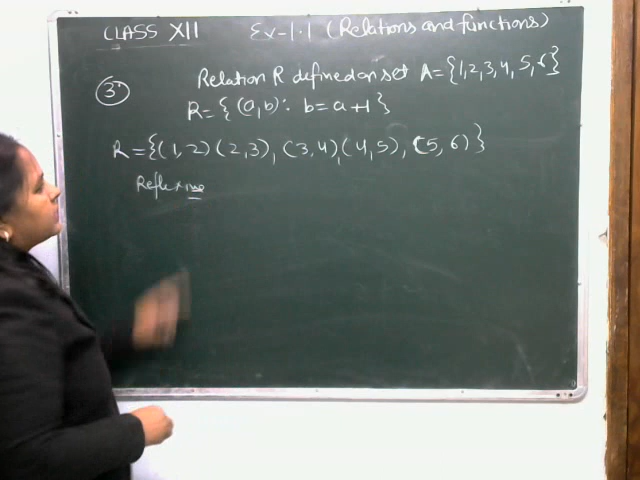 CLASS XII Ex-1.1 (Relations and functions)
3. Relation R defined on set A={1,2,3,4,5,6}
R={(a,b): b=a+1}
R={(1,2)(2,3),(3,4),(4,5),(5,6)}
Reflexive